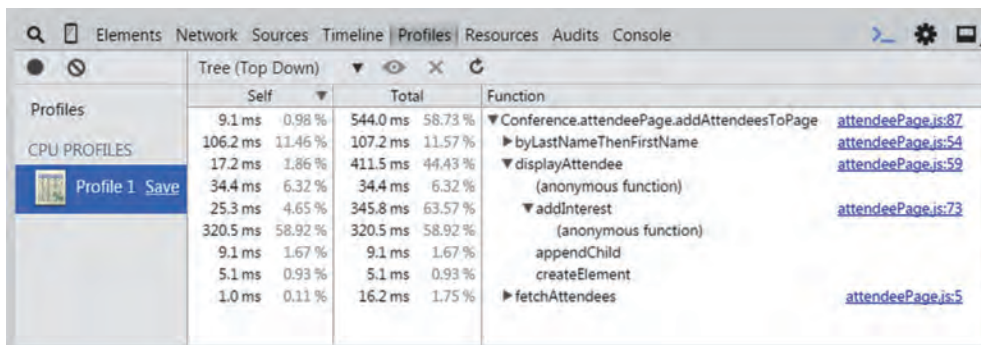 Elements Network Sources Timeline Profiles Resources Audits Console
Tree (Top Down)
Profiles
CPU PROFILES
Profile 1 Save
Self Total Function
9.1 ms 0.98 % 544.0 ms 58.73 % Conference.attendeePage.addAttendeesToPage attendeePage.js:87
106.2 ms 11.46 % 107.2 ms 11.57 % byLastNameThenFirstName attendeePage.js:54
17.2 ms 1.86 % 411.5 ms 44.43 % displayAttendee attendeePage.js:59
34.4 ms 6.32 % 34.4 ms 6.32 % (anonymous function)
25.3 ms 4.65 % 345.8 ms 63.57 % addInterest attendeePage.js:73
320.5 ms 58.92 % 320.5 ms 58.92 % (anonymous function)
9.1 ms 1.67 % 9.1 ms 1.67 % appendChild
5.1 ms 0.93 % 5.1 ms 0.93 % createElement
1.0 ms 0.11 % 16.2 ms 1.75 % fetchAttendees attendeePage.js:5